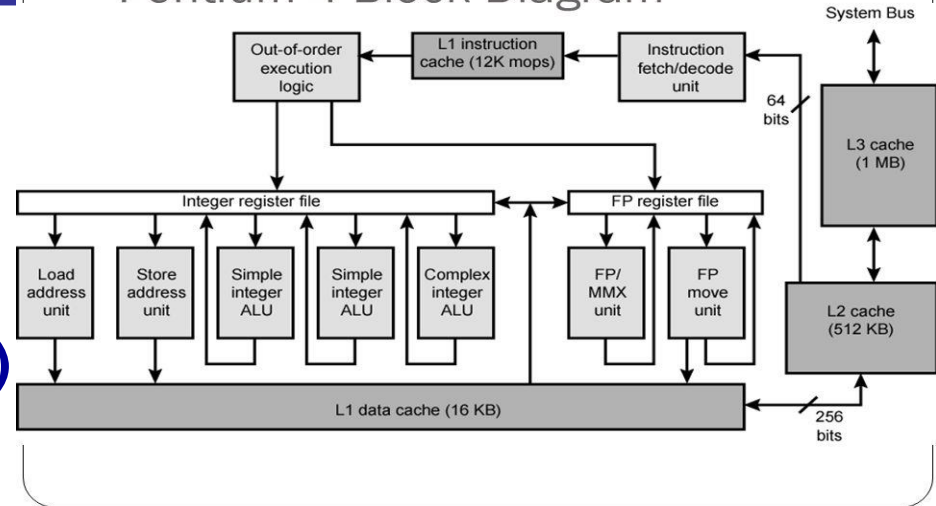 Pentium 4 Block Diagram
System Bus
Out-of-order
execution
logic
L1 instruction
cache (12K mops)
Instruction
fetch/decode
unit
64
bits
L3 cache
(1 MB)
Integer register file
FP register file
Load
address
unit
Store
address
unit
Simple
integer
ALU
Simple
integer
ALU
Complex
integer
ALU
FP/
MMX
unit
FP
move
unit
L2 cache
(512 KB)
L1 data cache (16 KB)
256
bits